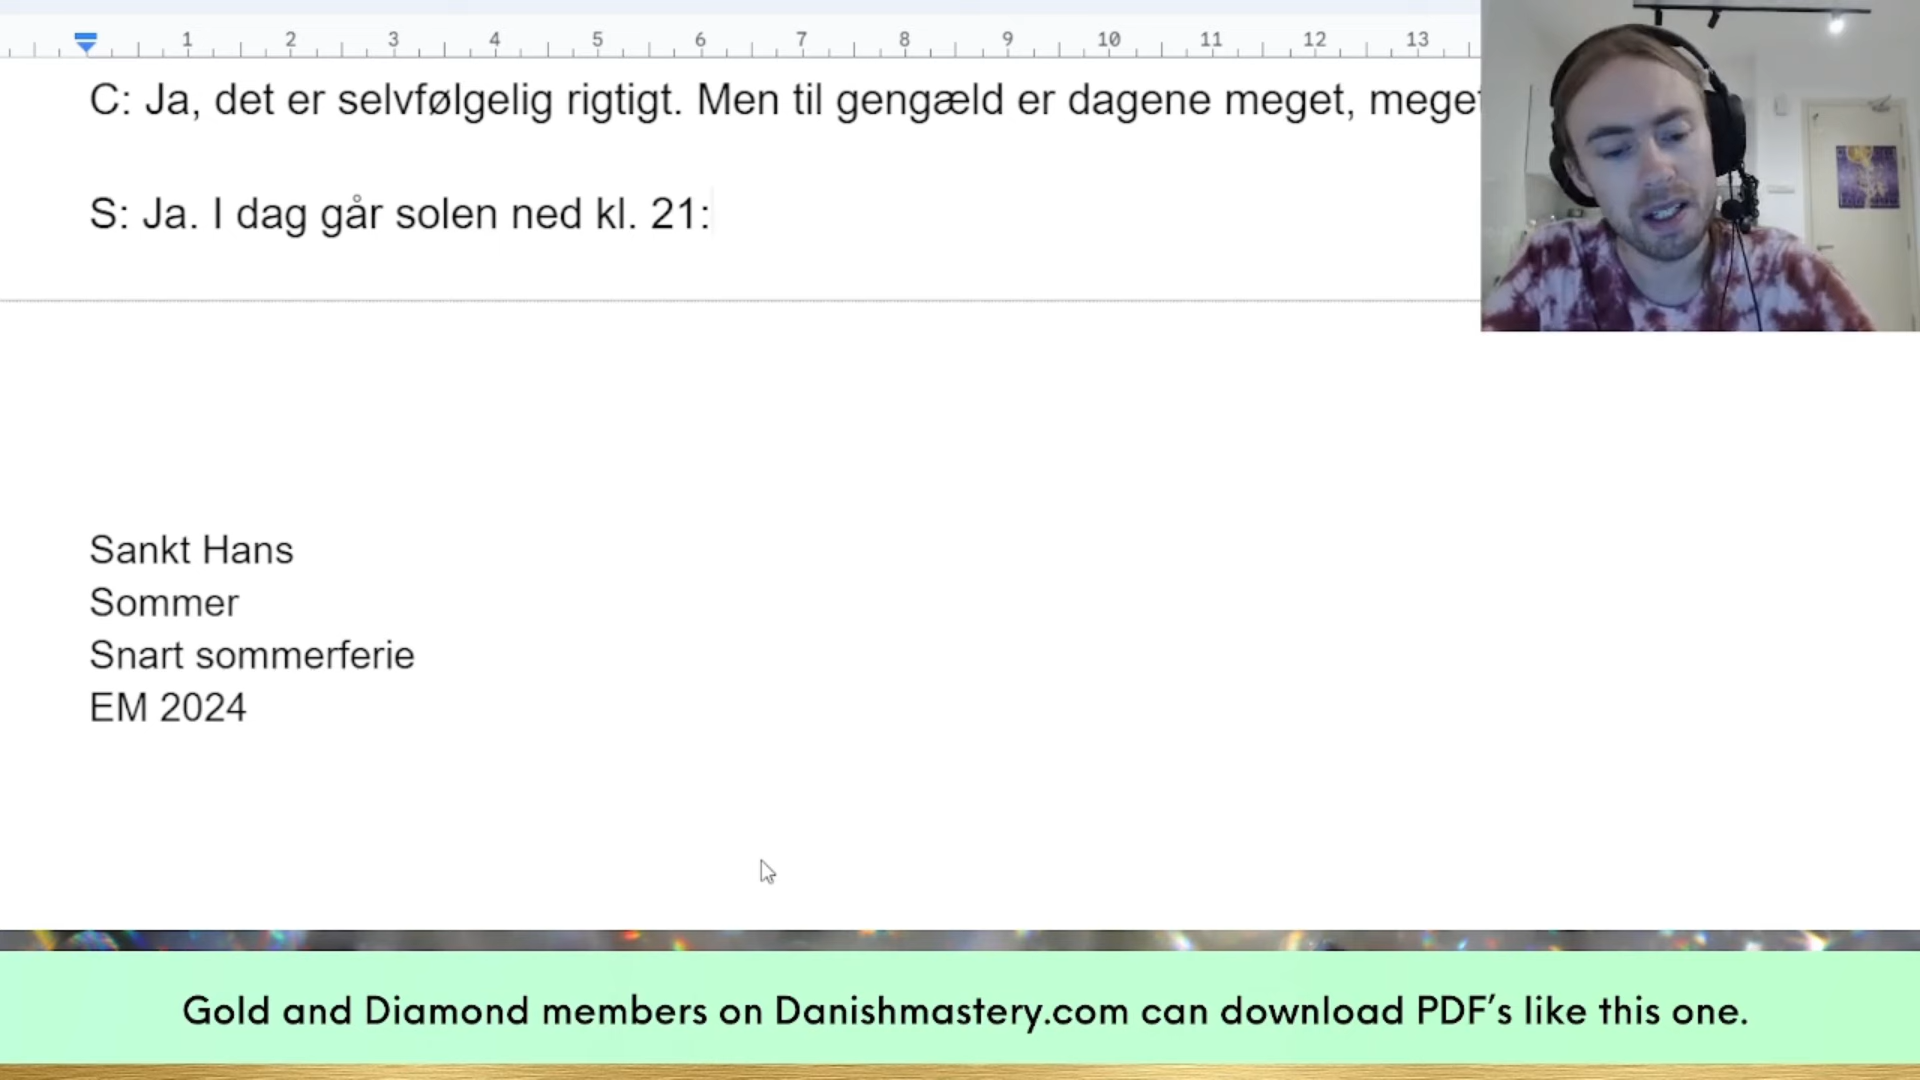 1 2 3 4 5 6 7 8 9 10 11 12 13
C: Ja, det er selvfølgelig rigtigt. Men til gengæld er dagene meget, meget
S: Ja. I dag går solen ned kl. 21:
Sankt Hans
Sommer
Snart sommerferie
EM 2024
Gold and Diamond members on Danishmastery.com can download PDF’s like this one.